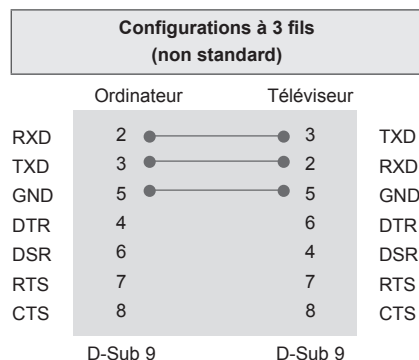 Configurations à 3 fils
(non standard)
Ordinateur Téléviseur
RXD 2 3 TXD
TXD 3 2 RXD
GND 5 5 GND
DTR 4 6 DTR
DSR 6 4 DSR
RTS 7 7 RTS
CTS 8 8 CTS
D-Sub 9 D-Sub 9